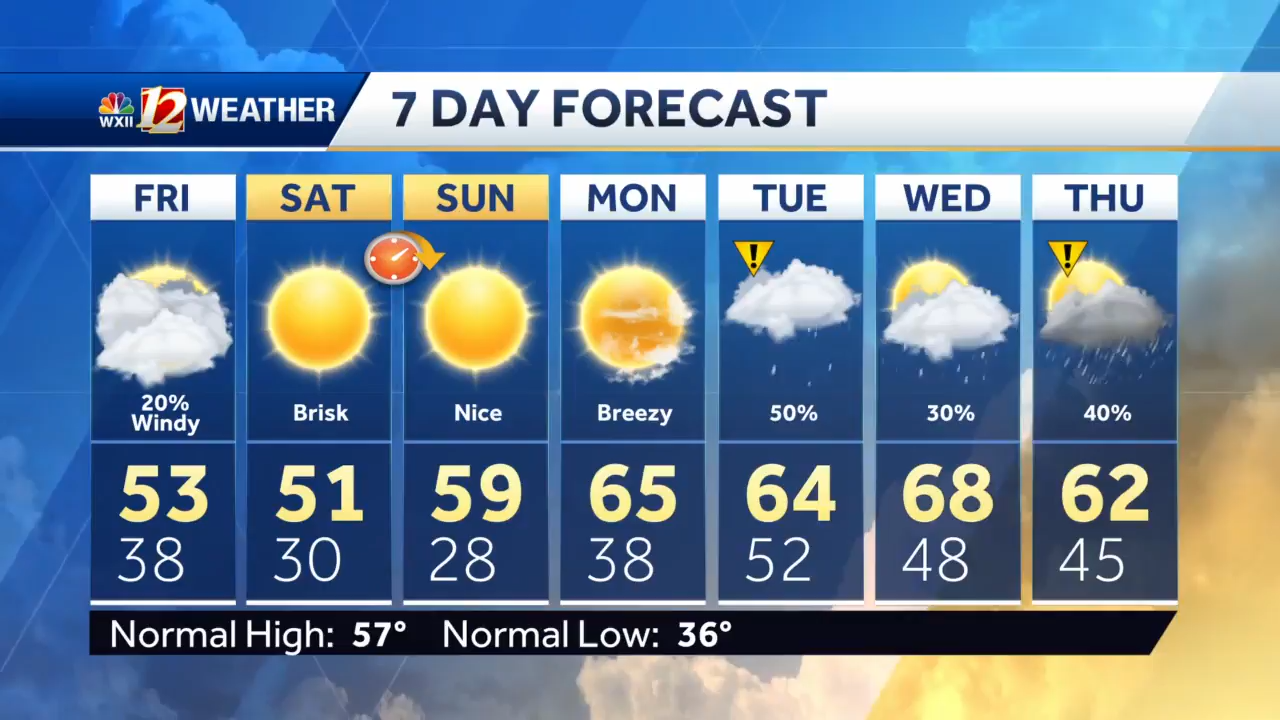 WXII 12 WEATHER
7 DAY FORECAST
FRI SAT SUN MON TUE WED THU
! !
20% Windy Brisk Nice Breezy 50% 30% 40%
53 51 59 65 64 68 62
38 30 28 38 52 48 45
Normal High: 57° Normal Low: 36°